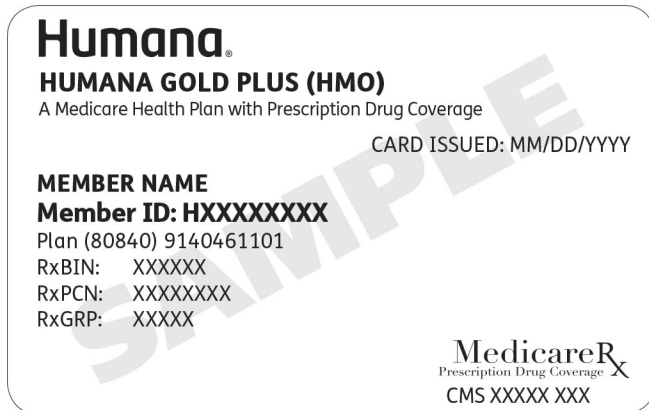 Humana®
HUMANA GOLD PLUS (HMO)
A Medicare Health Plan with Prescription Drug Coverage
CARD ISSUED: MM/DD/YYYY
MEMBER NAME
Member ID: HXXXXXXXX
Plan (80840) 9140461101
RxBIN: XXXXXX
RxPCN: XXXXXXXX
RxGRP: XXXXX
SAMPLE
MedicareRx
Prescription Drug Coverage
CMS XXXXX XXX